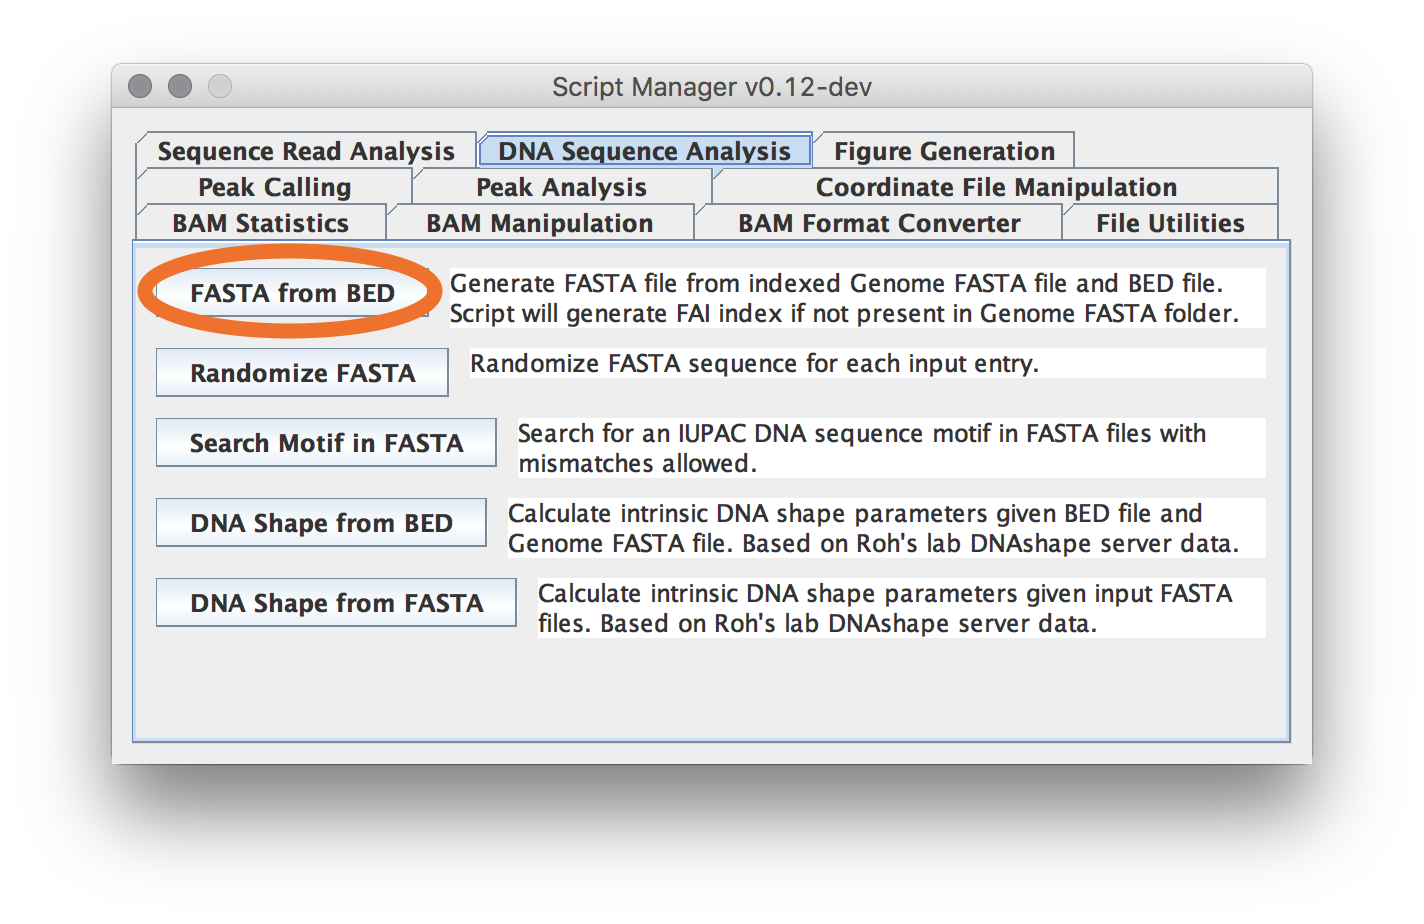 Script Manager v0.12-dev
Sequence Read Analysis
DNA Sequence Analysis
Figure Generation
Peak Calling
Peak Analysis
Coordinate File Manipulation
BAM Statistics
BAM Manipulation
BAM Format Converter
File Utilities
FASTA from BED
Generate FASTA file from indexed Genome FASTA file and BED file.
Script will generate FAI index if not present in Genome FASTA folder.
Randomize FASTA
Randomize FASTA sequence for each input entry.
Search Motif in FASTA
Search for an IUPAC DNA sequence motif in FASTA files with
mismatches allowed.
DNA Shape from BED
Calculate intrinsic DNA shape parameters given BED file and
Genome FASTA file. Based on Roh's lab DNAshape server data.
DNA Shape from FASTA
Calculate intrinsic DNA shape parameters given input FASTA
files. Based on Roh's lab DNAshape server data.